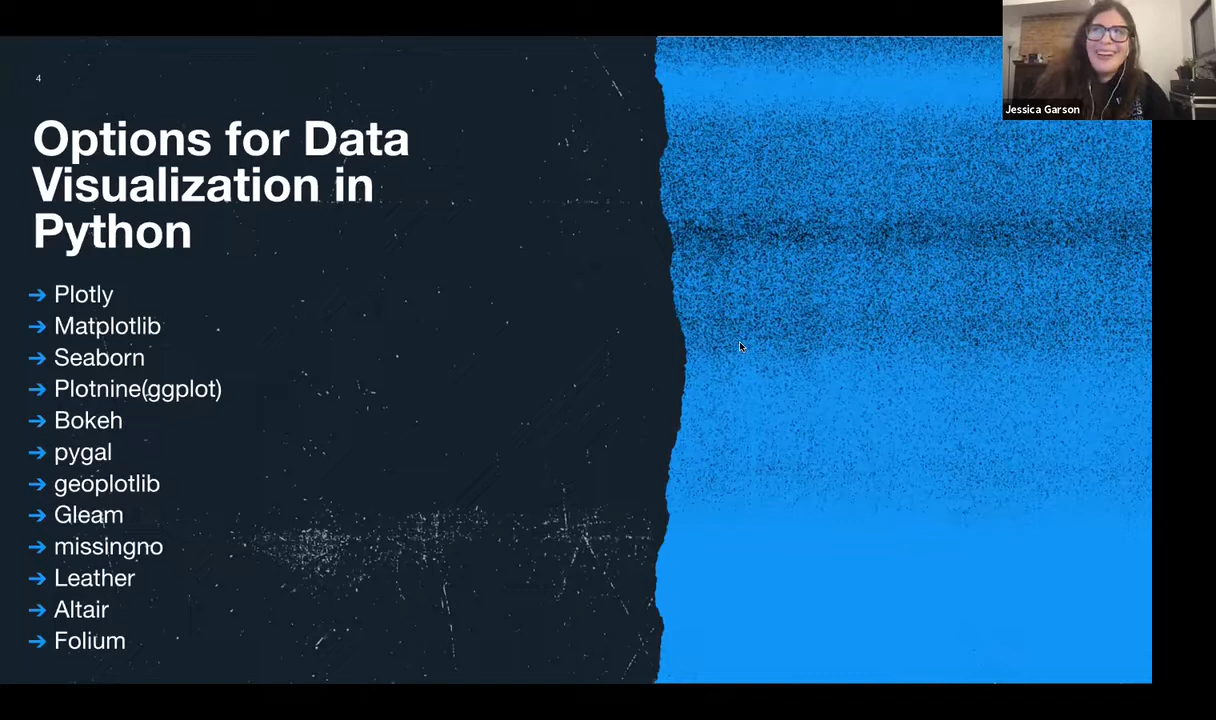 4
Options for Data
Visualization in
Python
→ Plotly
→ Matplotlib
→ Seaborn
→ Plotnine(ggplot)
→ Bokeh
→ pygal
→ geoplotlib
→ Gleam
→ missingno
→ Leather
→ Altair
→ Folium
Jessica Garson